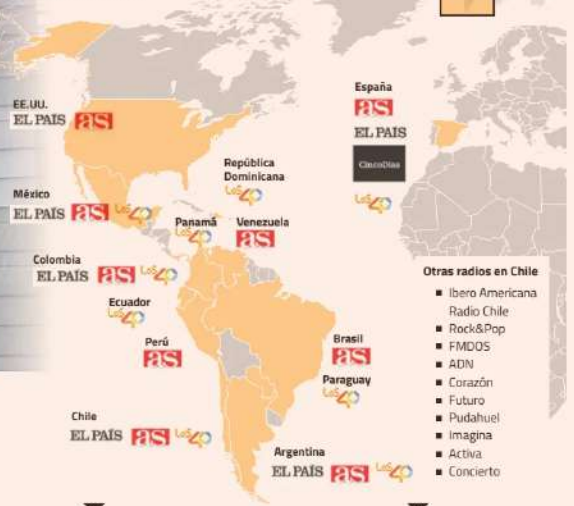 EE.UU.
EL PAÍS as
México
EL PAÍS as Los40
Colombia
EL PAÍS as Los40
Ecuador
Los40
Perú
as
Chile
EL PAÍS as Los40
República
Dominicana
Los40
Panamá
Los40
Venezuela
as
Brasil
as
Paraguay
Los40
Argentina
EL PAÍS as Los40
España
as
EL PAÍS
CincoDías
Los40
Otras radios en Chile
■ Ibero Americana
Radio Chile
■ Rock&Pop
■ FMDOS
■ ADN
■ Corazón
■ Futuro
■ Pudahuel
■ Imagina
■ Activa
■ Concierto